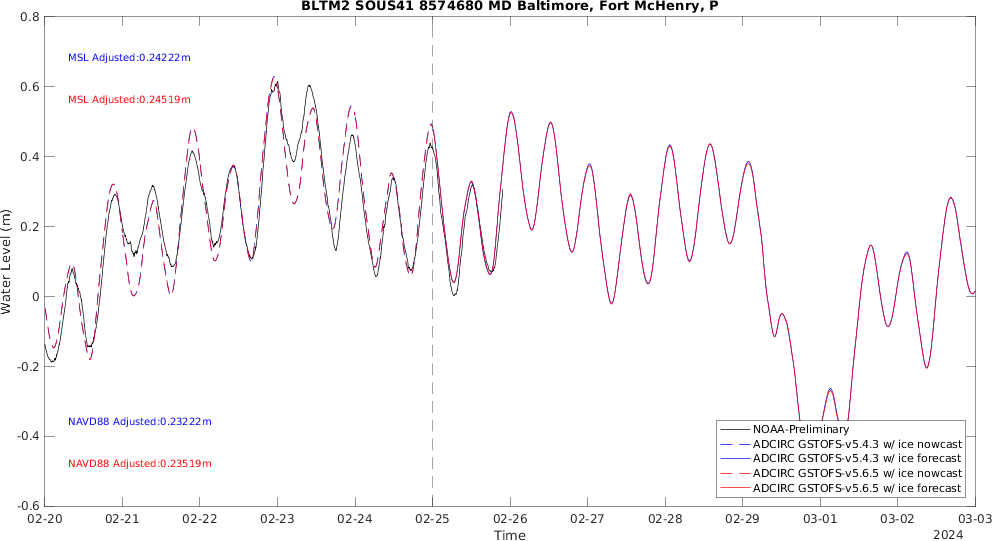 BLTM2 SOUS41 8574680 MD Baltimore, Fort McHenry, P
0.8
0.6
0.4
0.2
0
-0.2
-0.4
-0.6
Water Level (m)
MSL Adjusted:0.24222m
MSL Adjusted:0.24519m
NAVD88 Adjusted:0.23222m
NAVD88 Adjusted:0.23519m
NOAA-Preliminary
ADCIRC GSTOFS-v5.4.3 w/ ice nowcast
ADCIRC GSTOFS-v5.4.3 w/ ice forecast
ADCIRC GSTOFS-v5.6.5 w/ ice nowcast
ADCIRC GSTOFS-v5.6.5 w/ ice forecast
02-20 02-21 02-22 02-23 02-24 02-25 02-26 02-27 02-28 02-29 03-01 03-02 03-03
Time
2024